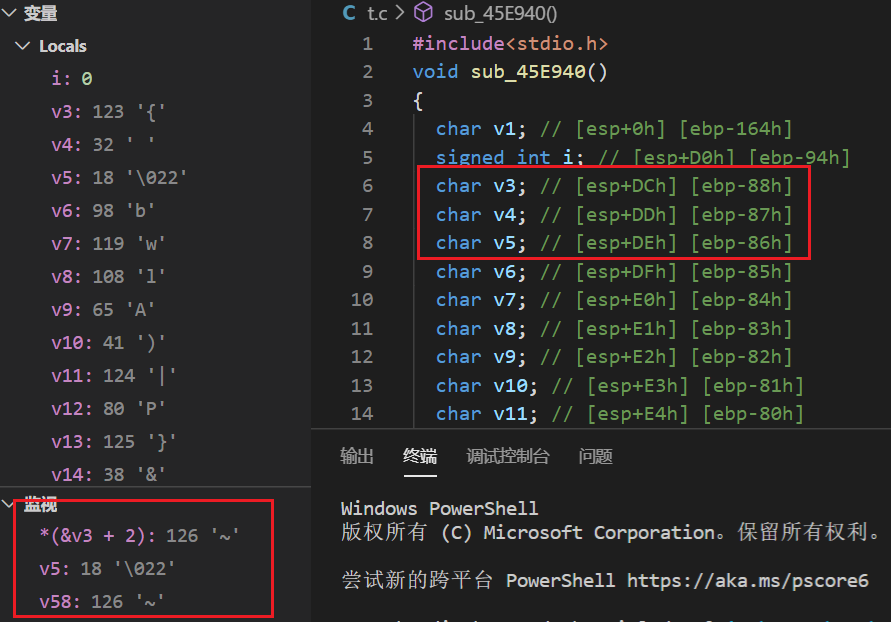 变量
Locals
i: 0
v3: 123 '{'
v4: 32 ' '
v5: 18 '\022'
v6: 98 'b'
v7: 119 'w'
v8: 108 'l'
v9: 65 'A'
v10: 41 ')'
v11: 124 '|'
v12: 80 'P'
v13: 125 '}'
v14: 38 '&'
监视
*(&v3 + 2): 126 '~'
v5: 18 '\022'
v58: 126 '~'
C t.c > sub_45E940()
1 #include<stdio.h>
2 void sub_45E940()
3 {
4 char v1; // [esp+0h] [ebp-164h]
5 signed int i; // [esp+D0h] [ebp-94h]
6 char v3; // [esp+DCh] [ebp-88h]
7 char v4; // [esp+DDh] [ebp-87h]
8 char v5; // [esp+DEh] [ebp-86h]
9 char v6; // [esp+DFh] [ebp-85h]
10 char v7; // [esp+E0h] [ebp-84h]
11 char v8; // [esp+E1h] [ebp-83h]
12 char v9; // [esp+E2h] [ebp-82h]
13 char v10; // [esp+E3h] [ebp-81h]
14 char v11; // [esp+E4h] [ebp-80h]
输出 终端 调试控制台 问题
Windows PowerShell
版权所有 (C) Microsoft Corporation。保留所有权利。
尝试新的跨平台 PowerShell https://aka.ms/pscore6